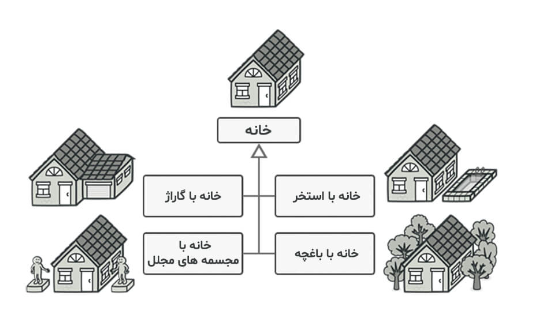 خانه
خانه با استخر
خانه با گاراژ
خانه با باغچه
خانه با
مجسمه های مجلل